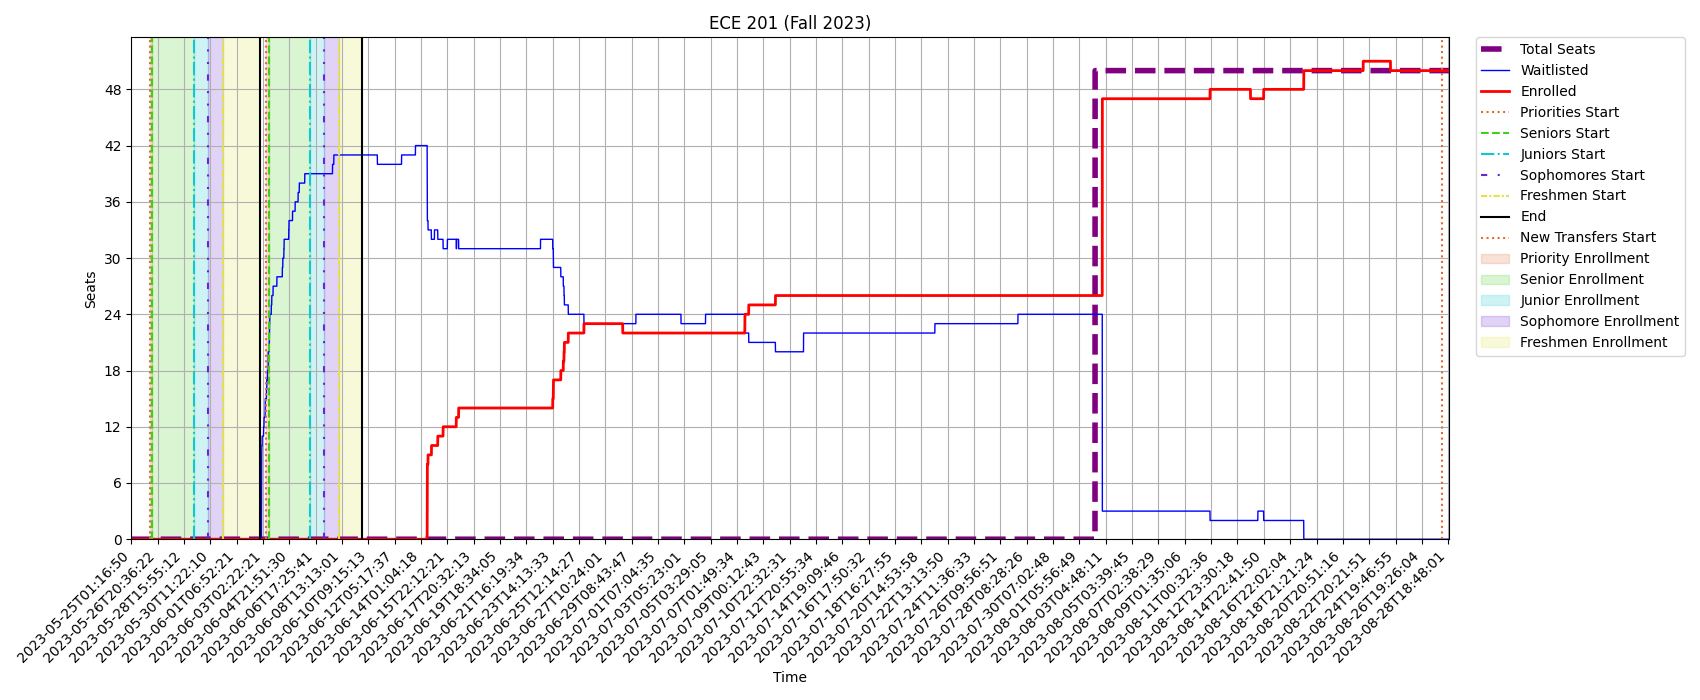 ECE 201 (Fall 2023)
Seats
48
42
36
30
24
18
12
6
0
2023-05-25T01:16:50
2023-05-26T20:36:22
2023-05-28T15:55:12
2023-05-30T11:22:10
2023-06-01T06:52:21
2023-06-03T02:22:21
2023-06-04T21:51:30
2023-06-06T17:25:41
2023-06-08T13:13:01
2023-06-10T09:15:13
2023-06-12T05:17:37
2023-06-14T01:04:18
2023-06-15T22:12:21
2023-06-17T20:32:13
2023-06-19T18:34:05
2023-06-21T16:19:34
2023-06-23T14:13:33
2023-06-25T12:14:27
2023-06-27T10:24:01
2023-06-29T08:43:47
2023-07-01T07:04:35
2023-07-03T05:23:01
2023-07-05T03:29:05
2023-07-07T01:49:34
2023-07-09T00:12:43
2023-07-10T22:32:31
2023-07-12T20:55:34
2023-07-14T19:09:46
2023-07-16T17:50:32
2023-07-18T16:27:55
2023-07-20T14:53:58
2023-07-22T13:13:50
2023-07-24T11:36:33
2023-07-26T09:56:51
2023-07-28T08:28:26
2023-07-30T07:02:48
2023-08-01T05:56:49
2023-08-03T04:48:11
2023-08-05T03:39:45
2023-08-07T02:38:29
2023-08-09T01:35:06
2023-08-11T00:32:36
2023-08-12T23:30:18
2023-08-14T22:41:50
2023-08-16T22:02:04
2023-08-18T21:21:24
2023-08-20T20:51:16
2023-08-22T20:21:51
2023-08-24T19:46:55
2023-08-26T19:26:04
2023-08-28T18:48:01
Time
Total Seats
Waitlisted
Enrolled
Priorities Start
Seniors Start
Juniors Start
Sophomores Start
Freshmen Start
End
New Transfers Start
Priority Enrollment
Senior Enrollment
Junior Enrollment
Sophomore Enrollment
Freshmen Enrollment